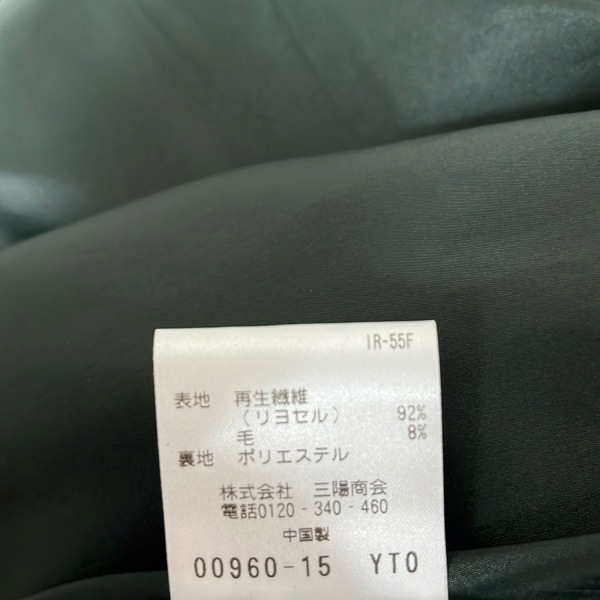 IR-55F
表地 再生繊維
(リヨセル) 92%
毛 8%
裏地 ポリエステル
株式会社 三陽商会
電話0120-340-460
中国製
00960-15 YTO